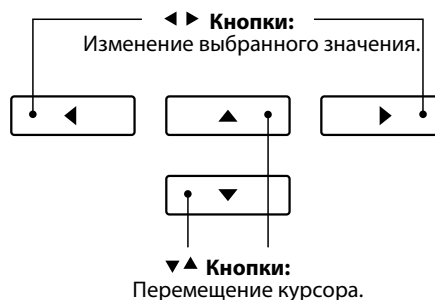 ◀ ▶ Кнопки:
Изменение выбранного значения.
▼▲ Кнопки:
Перемещение курсора.